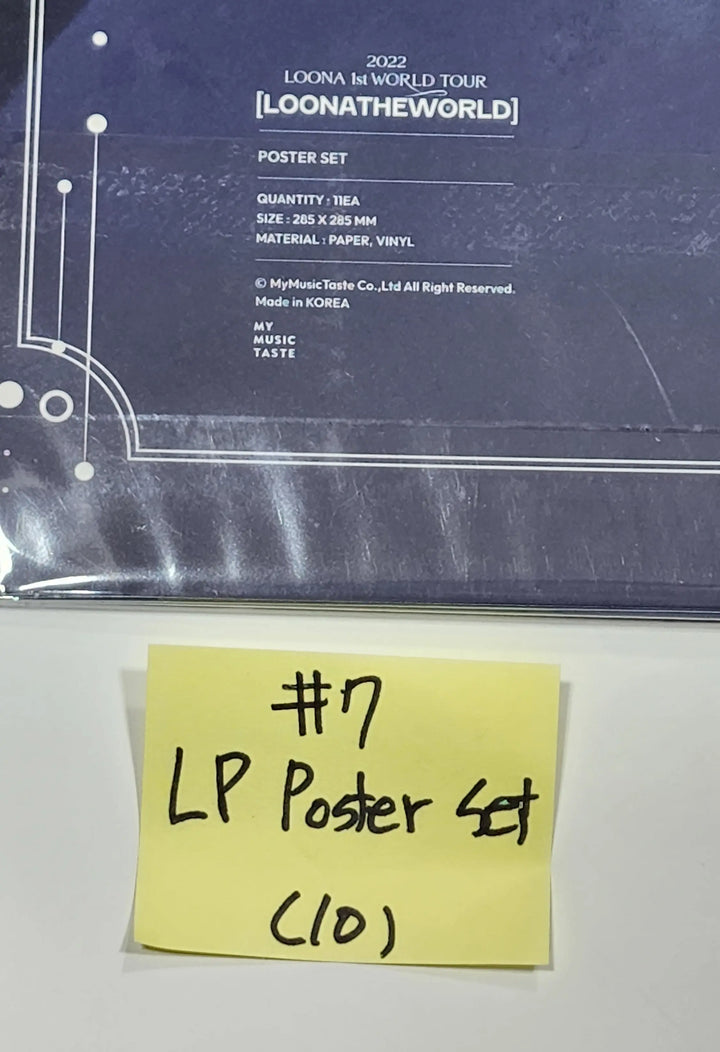 2022
LOONA 1st WORLD TOUR
[LOONATHEWORLD]
POSTER SET
QUANTITY : 11EA
SIZE : 285 X 285 MM
MATERIAL : PAPER, VINYL
© MyMusicTaste Co.,Ltd All Right Reserved.
Made in KOREA
MY
MUSIC
TASTE
#7
LP Poster Set
(10)